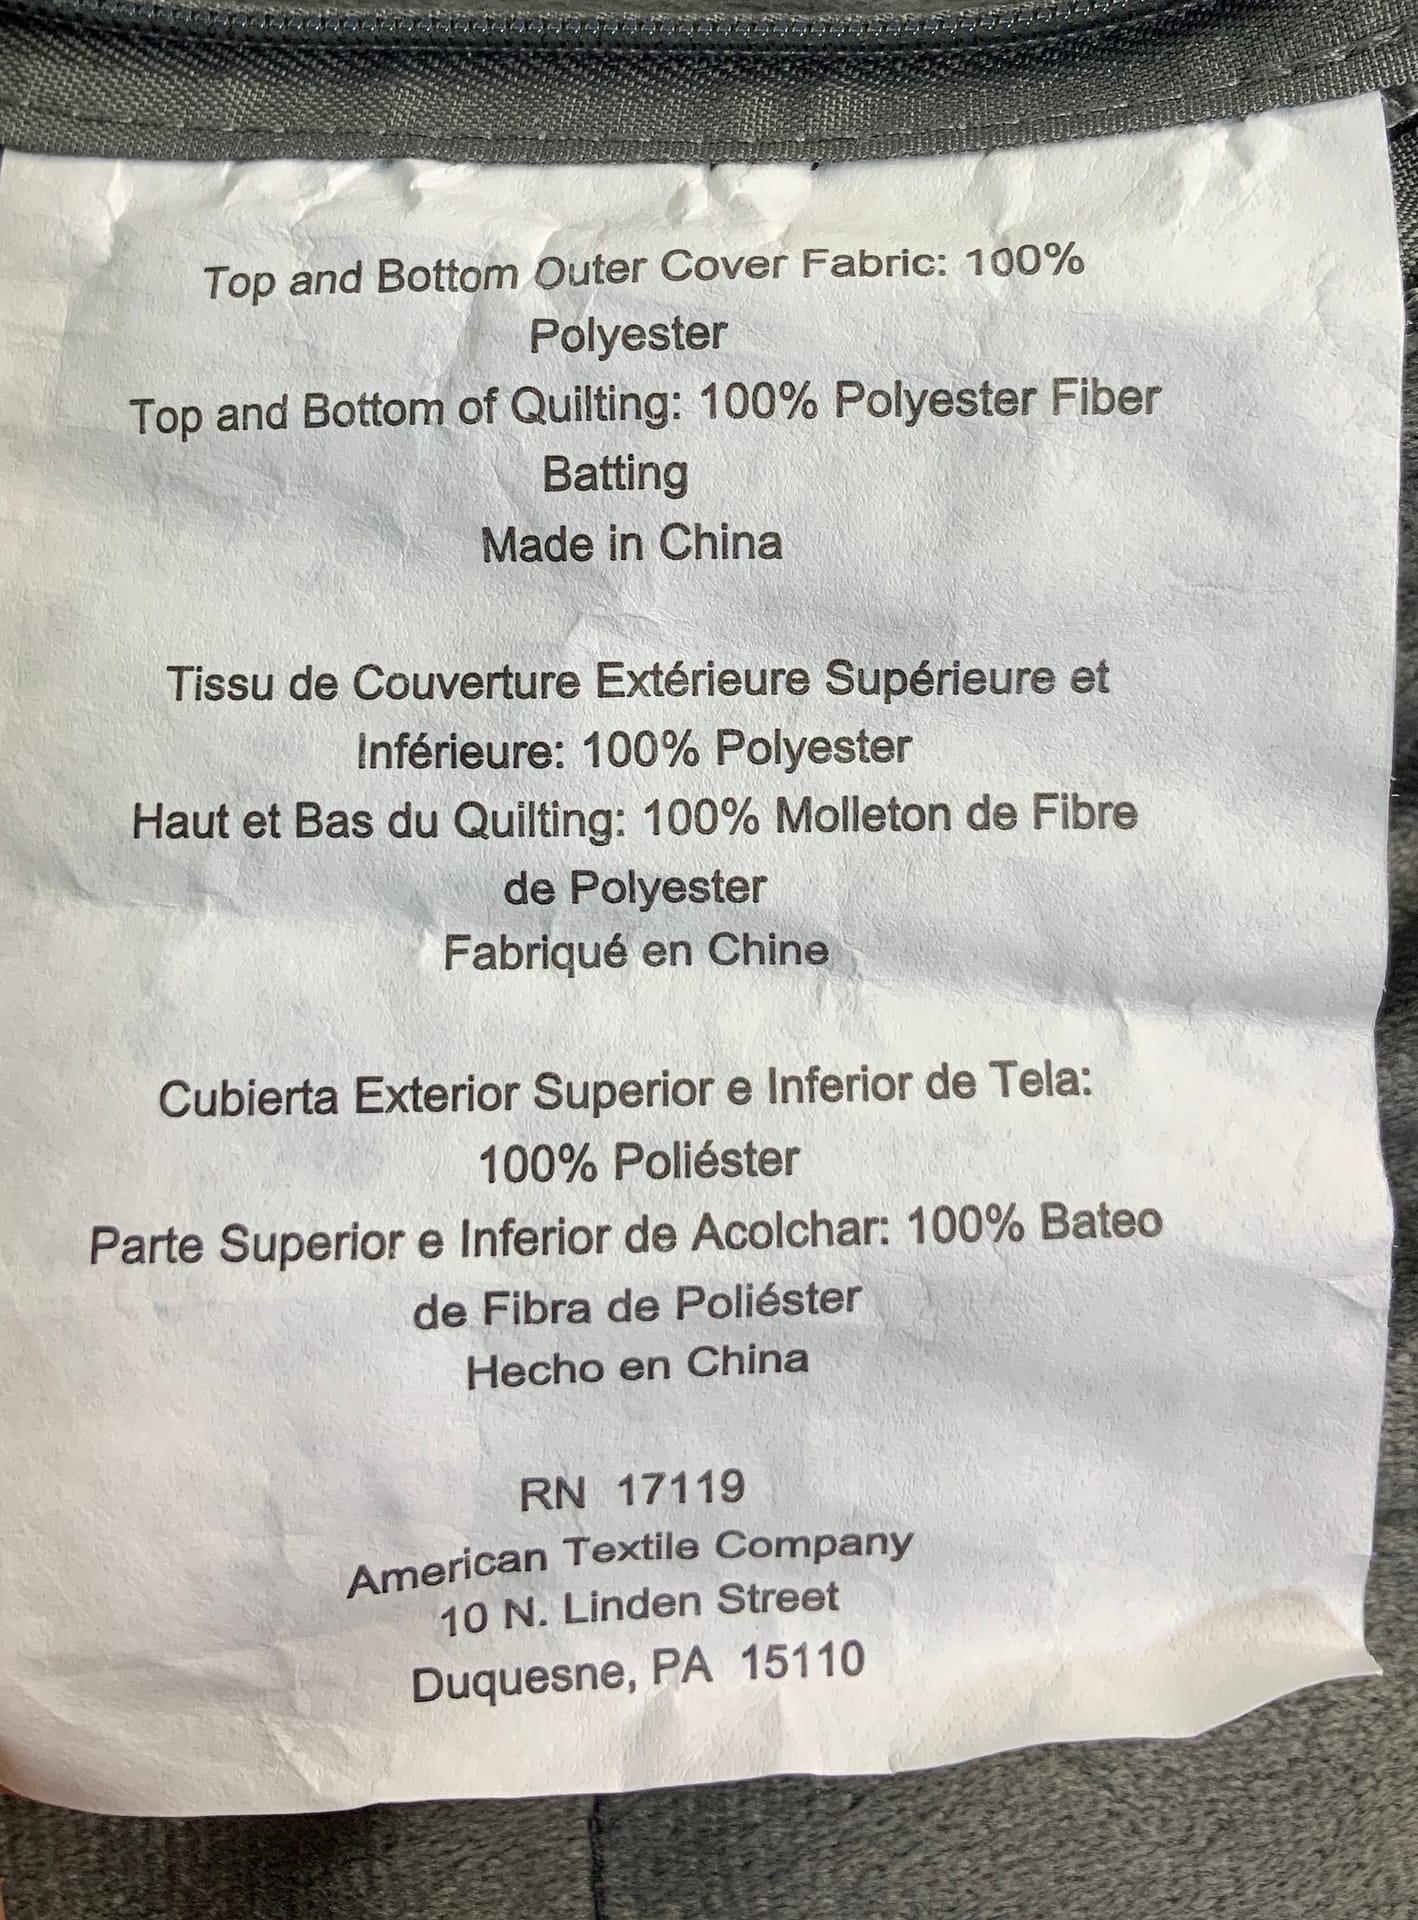 Top and Bottom Outer Cover Fabric: 100%
Polyester
Top and Bottom of Quilting: 100% Polyester Fiber
Batting
Made in China
Tissu de Couverture Extérieure Supérieure et
Inférieure: 100% Polyester
Haut et Bas du Quilting: 100% Molleton de Fibre
de Polyester
Fabriqué en Chine
Cubierta Exterior Superior e Inferior de Tela:
100% Poliéster
Parte Superior e Inferior de Acolchar: 100% Bateo
de Fibra de Poliéster
Hecho en China
RN 17119
American Textile Company
10 N. Linden Street
Duquesne, PA 15110